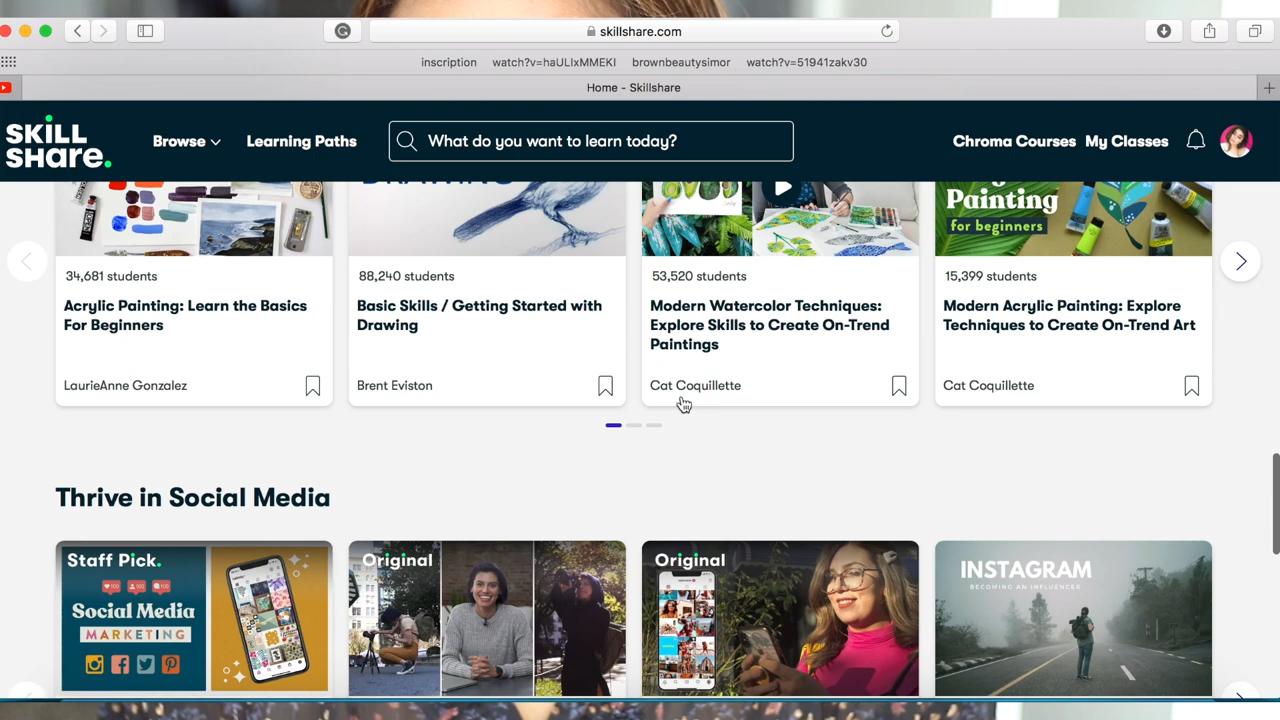 skillshare.com
inscription watch?v=haULIxMMEKI brownbeautysimor watch?v=51941zakv30
Home - Skillshare
SKILL
SHARE.
Browse Learning Paths What do you want to learn today? Chroma Courses My Classes
Painting
for beginners
34,681 students
Acrylic Painting: Learn the Basics
For Beginners
LaurieAnne Gonzalez
88,240 students
Basic Skills / Getting Started with
Drawing
Brent Eviston
53,520 students
Modern Watercolor Techniques:
Explore Skills to Create On-Trend
Paintings
Cat Coquillette
15,399 students
Modern Acrylic Painting: Explore
Techniques to Create On-Trend Art
Cat Coquillette
Thrive in Social Media
Staff Pick.
Social Media
MARKETING
Original
Original
INSTAGRAM
BECOMING AN INFLUENCER